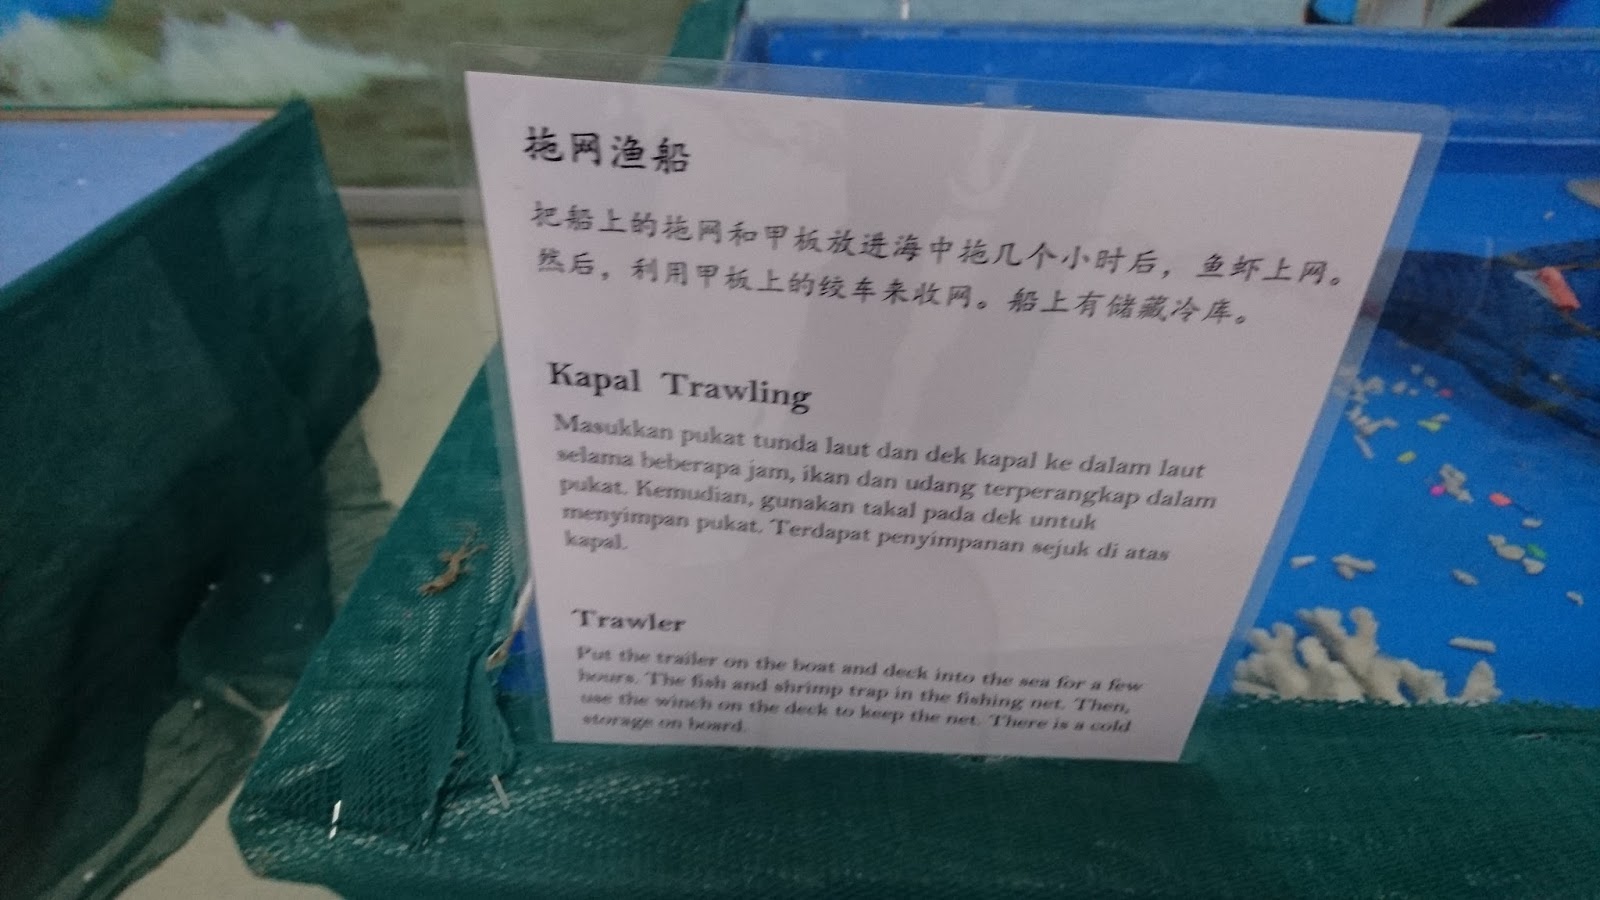 拖网渔船
把船上的拖网和甲板放进海中拖几个小时后，鱼虾上网。
然后，利用甲板上的绞车来收网。船上有储藏冷库。
Kapal Trawling
Masukkan pukat tunda laut dan dek kapal ke dalam laut
selama beberapa jam, ikan dan udang terperangkap dalam
pukat. Kemudian, gunakan takal pada dek untuk
menyimpan pukat. Terdapat penyimpanan sejuk di atas
kapal.
Trawler
Put the trailer on the boat and deck into the sea for a few
hours. The fish and shrimp trap in the fishing net. Then,
use the winch on the deck to keep the net. There is a cold
storage on board.